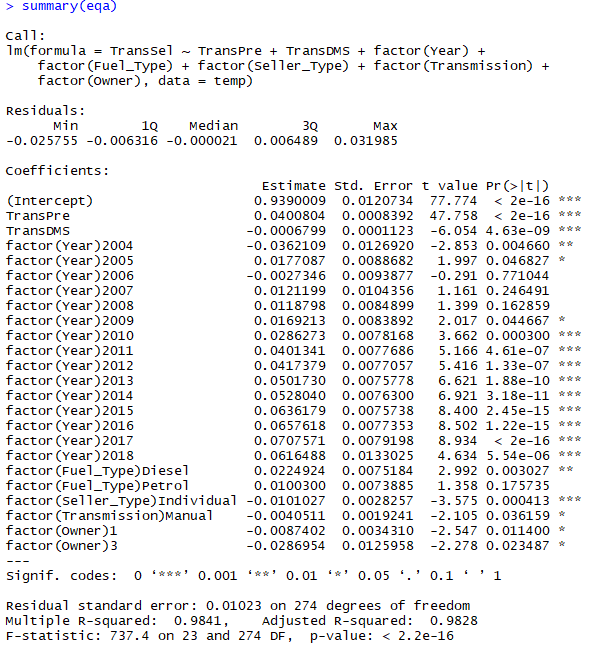 > summary(eqa)
Call:
lm(formula = TransSel ~ TransPre + TransDMS + factor(Year) +
    factor(Fuel_Type) + factor(Seller_Type) + factor(Transmission) +
    factor(Owner), data = temp)
Residuals:
      Min        1Q    Median        3Q       Max
-0.025755 -0.006316 -0.000021  0.006489  0.031985
Coefficients:
                                Estimate Std. Error t value Pr(>|t|)
(Intercept)                    0.9390009  0.0120734  77.774  < 2e-16 ***
TransPre                       0.0400804  0.0008392  47.758  < 2e-16 ***
TransDMS                      -0.0006799  0.0001123  -6.054 4.63e-09 ***
factor(Year)2004              -0.0362109  0.0126920  -2.853 0.004660 **
factor(Year)2005               0.0177087  0.0088682   1.997 0.046827 *
factor(Year)2006              -0.0027346  0.0093877  -0.291 0.771044
factor(Year)2007               0.0121199  0.0104356   1.161 0.246491
factor(Year)2008               0.0118798  0.0084899   1.399 0.162859
factor(Year)2009               0.0169213  0.0083892   2.017 0.044667 *
factor(Year)2010               0.0286273  0.0078168   3.662 0.000300 ***
factor(Year)2011               0.0401341  0.0077686   5.166 4.61e-07 ***
factor(Year)2012               0.0417379  0.0077057   5.416 1.33e-07 ***
factor(Year)2013               0.0501730  0.0075778   6.621 1.88e-10 ***
factor(Year)2014               0.0528040  0.0076300   6.921 3.18e-11 ***
factor(Year)2015               0.0636179  0.0075738   8.400 2.45e-15 ***
factor(Year)2016               0.0657618  0.0077353   8.502 1.22e-15 ***
factor(Year)2017               0.0707571  0.0079198   8.934  < 2e-16 ***
factor(Year)2018               0.0616488  0.0133025   4.634 5.54e-06 ***
factor(Fuel_Type)Diesel        0.0224924  0.0075184   2.992 0.003027 **
factor(Fuel_Type)Petrol        0.0100300  0.0073885   1.358 0.175735
factor(Seller_Type)Individual -0.0101027  0.0028257  -3.575 0.000413 ***
factor(Transmission)Manual    -0.0040511  0.0019241  -2.105 0.036159 *
factor(Owner)1                -0.0087402  0.0034310  -2.547 0.011400 *
factor(Owner)3                -0.0286954  0.0125958  -2.278 0.023487 *
---
Signif. codes:  0 ‘***’ 0.001 ‘**’ 0.01 ‘*’ 0.05 ‘.’ 0.1 ‘ ’ 1
Residual standard error: 0.01023 on 274 degrees of freedom
Multiple R-squared:  0.9841,    Adjusted R-squared:  0.9828
F-statistic: 737.4 on 23 and 274 DF,  p-value: < 2.2e-16